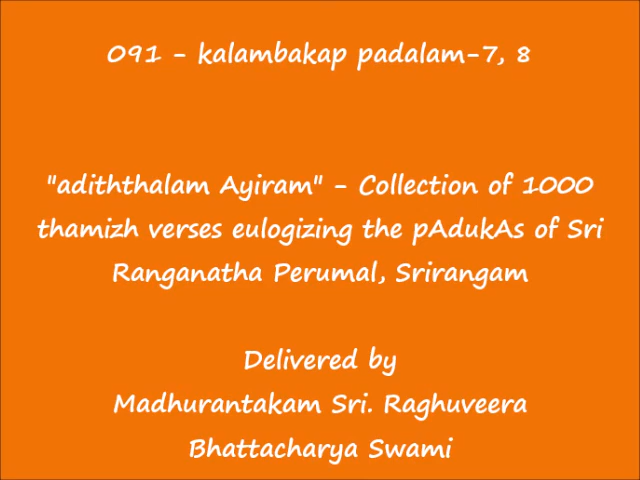 091 - kalambakap padalam-7, 8
"adiththalam Ayiram" - Collection of 1000
thamizh verses eulogizing the pAdukAs of Sri
Ranganatha Perumal, Srirangam
Delivered by
Madhurantakam Sri. Raghuveera
Bhattacharya Swami